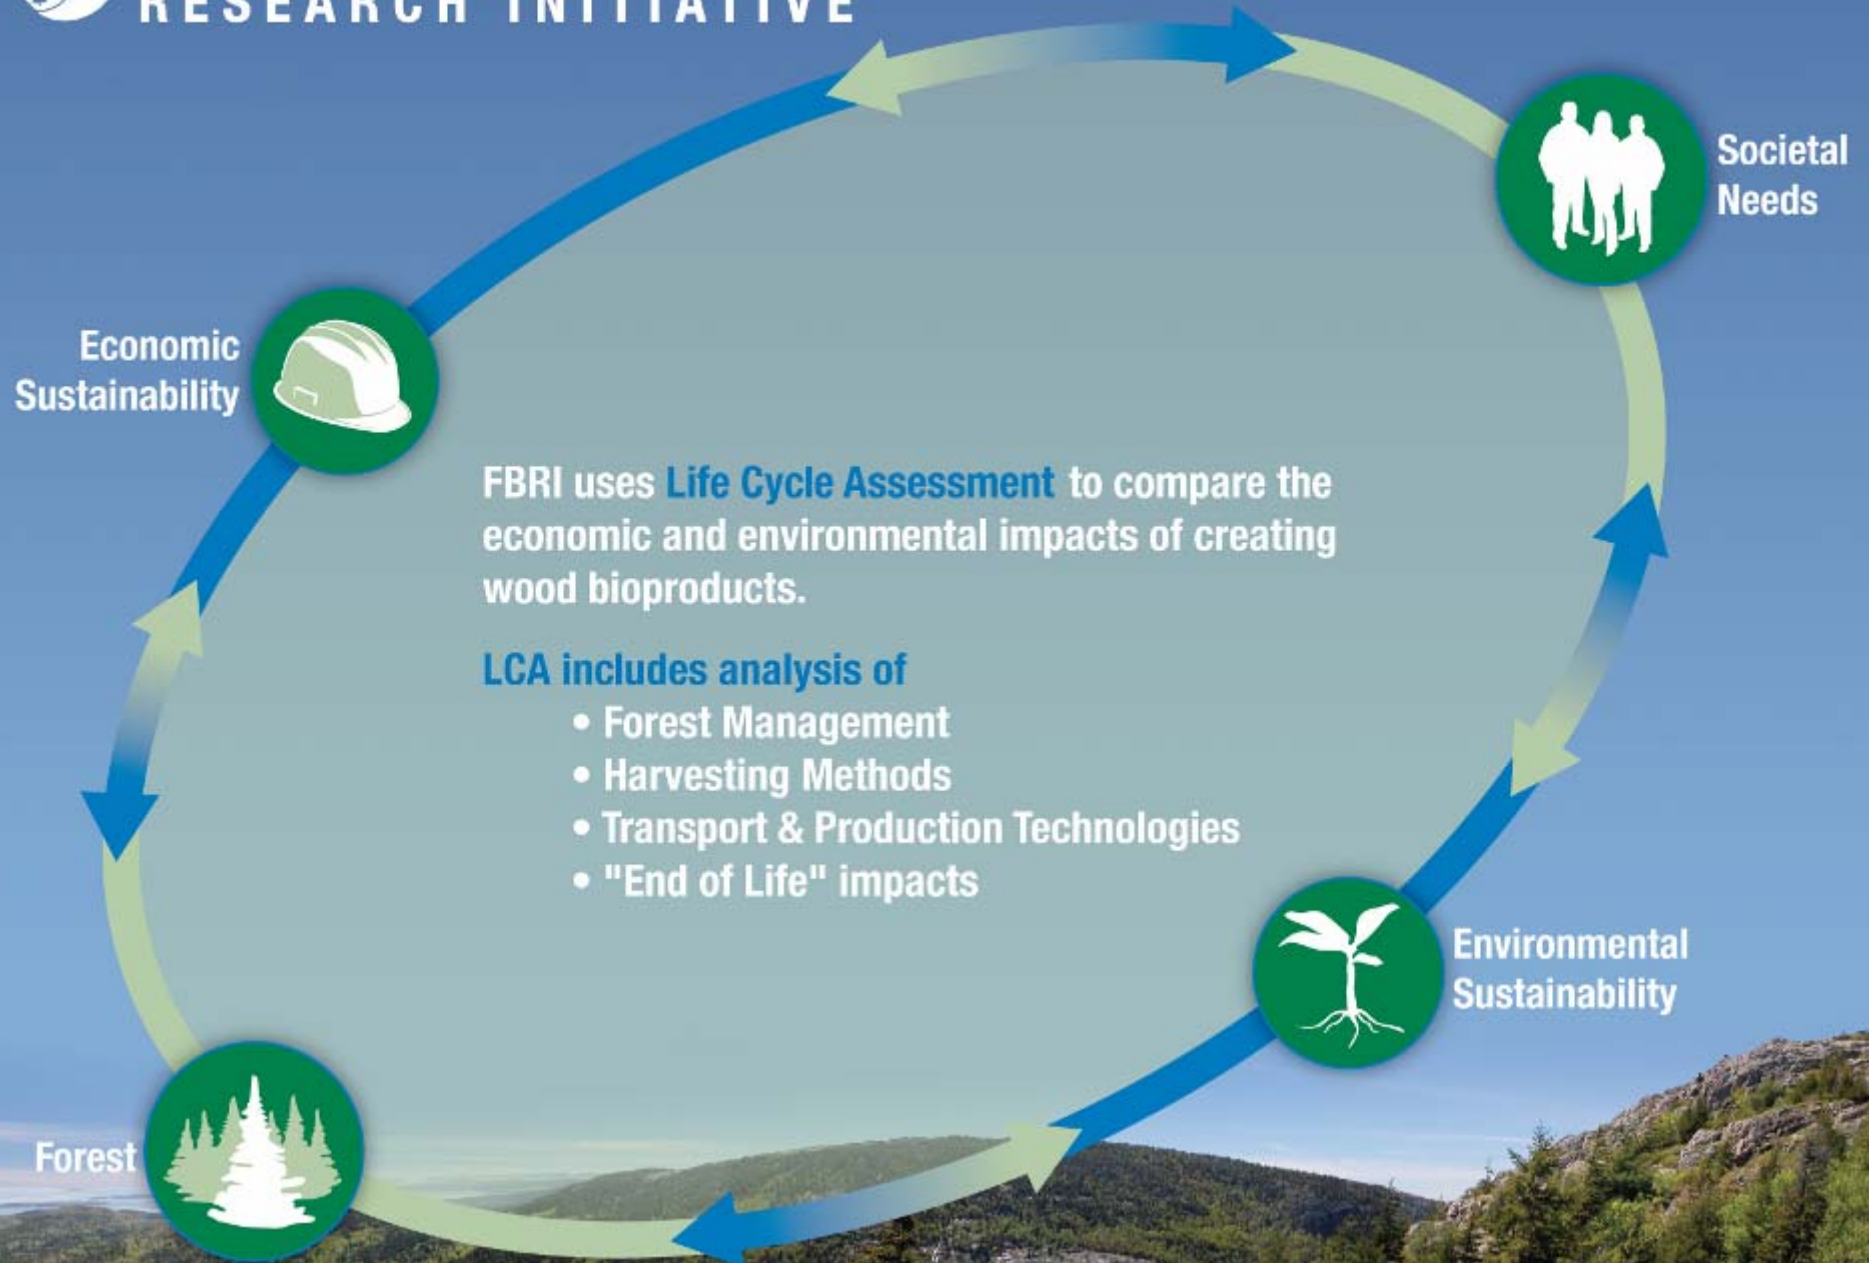 RESEARCH INITIATIVE
Societal
Needs
Economic
Sustainability
FBRI uses Life Cycle Assessment to compare the
economic and environmental impacts of creating
wood bioproducts.
LCA includes analysis of
• Forest Management
• Harvesting Methods
• Transport & Production Technologies
• "End of Life" impacts
Environmental
Sustainability
Forest